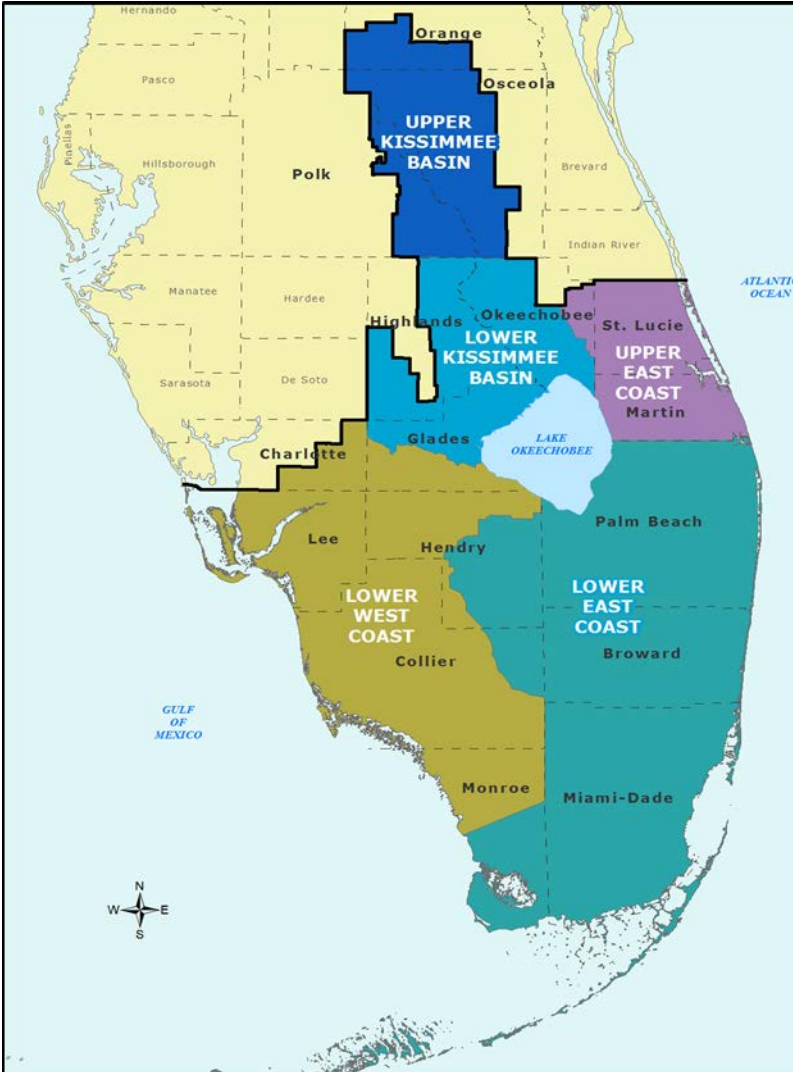 Hernando
Orange
Pasco
Osceola
UPPER
KISSIMMEE
BASIN
Pinellas
Hillsborough
Polk
Brevard
Indian River
ATLANTIC
OCEAN
Manatee
Hardee
Highlands
Okeechobee
St. Lucie
LOWER
KISSIMMEE
BASIN
UPPER
EAST
COAST
Sarasota
De Soto
Martin
Glades
LAKE
OKEECHOBEE
Charlotte
Palm Beach
Lee
Hendry
LOWER
WEST
COAST
LOWER
EAST
COAST
Collier
Broward
GULF
OF
MEXICO
Monroe
Miami-Dade
N
W E
S